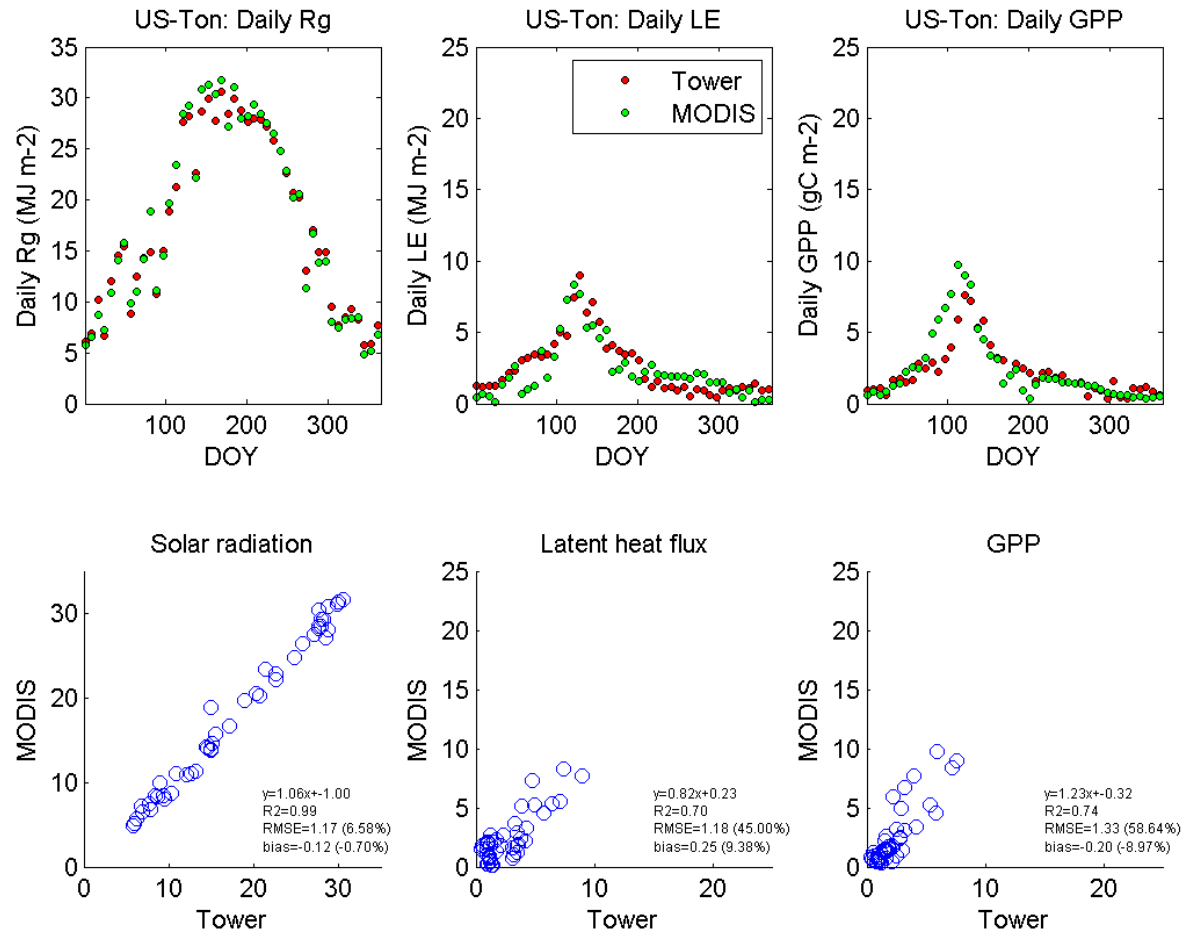 US-Ton: Daily Rg
US-Ton: Daily LE
US-Ton: Daily GPP
Daily Rg (MJ m-2)
35
30
25
20
15
10
5
0
100
200
300
DOY
Daily LE (MJ m-2)
25
20
15
10
5
0
100
200
300
DOY
Tower
MODIS
Daily GPP (gC m-2)
25
20
15
10
5
0
100
200
300
DOY
Solar radiation
MODIS
30
20
10
0
0
10
20
30
Tower
y=1.06x+-1.00
R2=0.99
RMSE=1.17 (6.58%)
bias=-0.12 (-0.70%)
Latent heat flux
MODIS
25
20
15
10
5
0
0
10
20
Tower
y=0.82x+0.23
R2=0.70
RMSE=1.18 (45.00%)
bias=0.25 (9.38%)
GPP
MODIS
25
20
15
10
5
0
0
10
20
Tower
y=1.23x+-0.32
R2=0.74
RMSE=1.33 (58.64%)
bias=-0.20 (-8.97%)